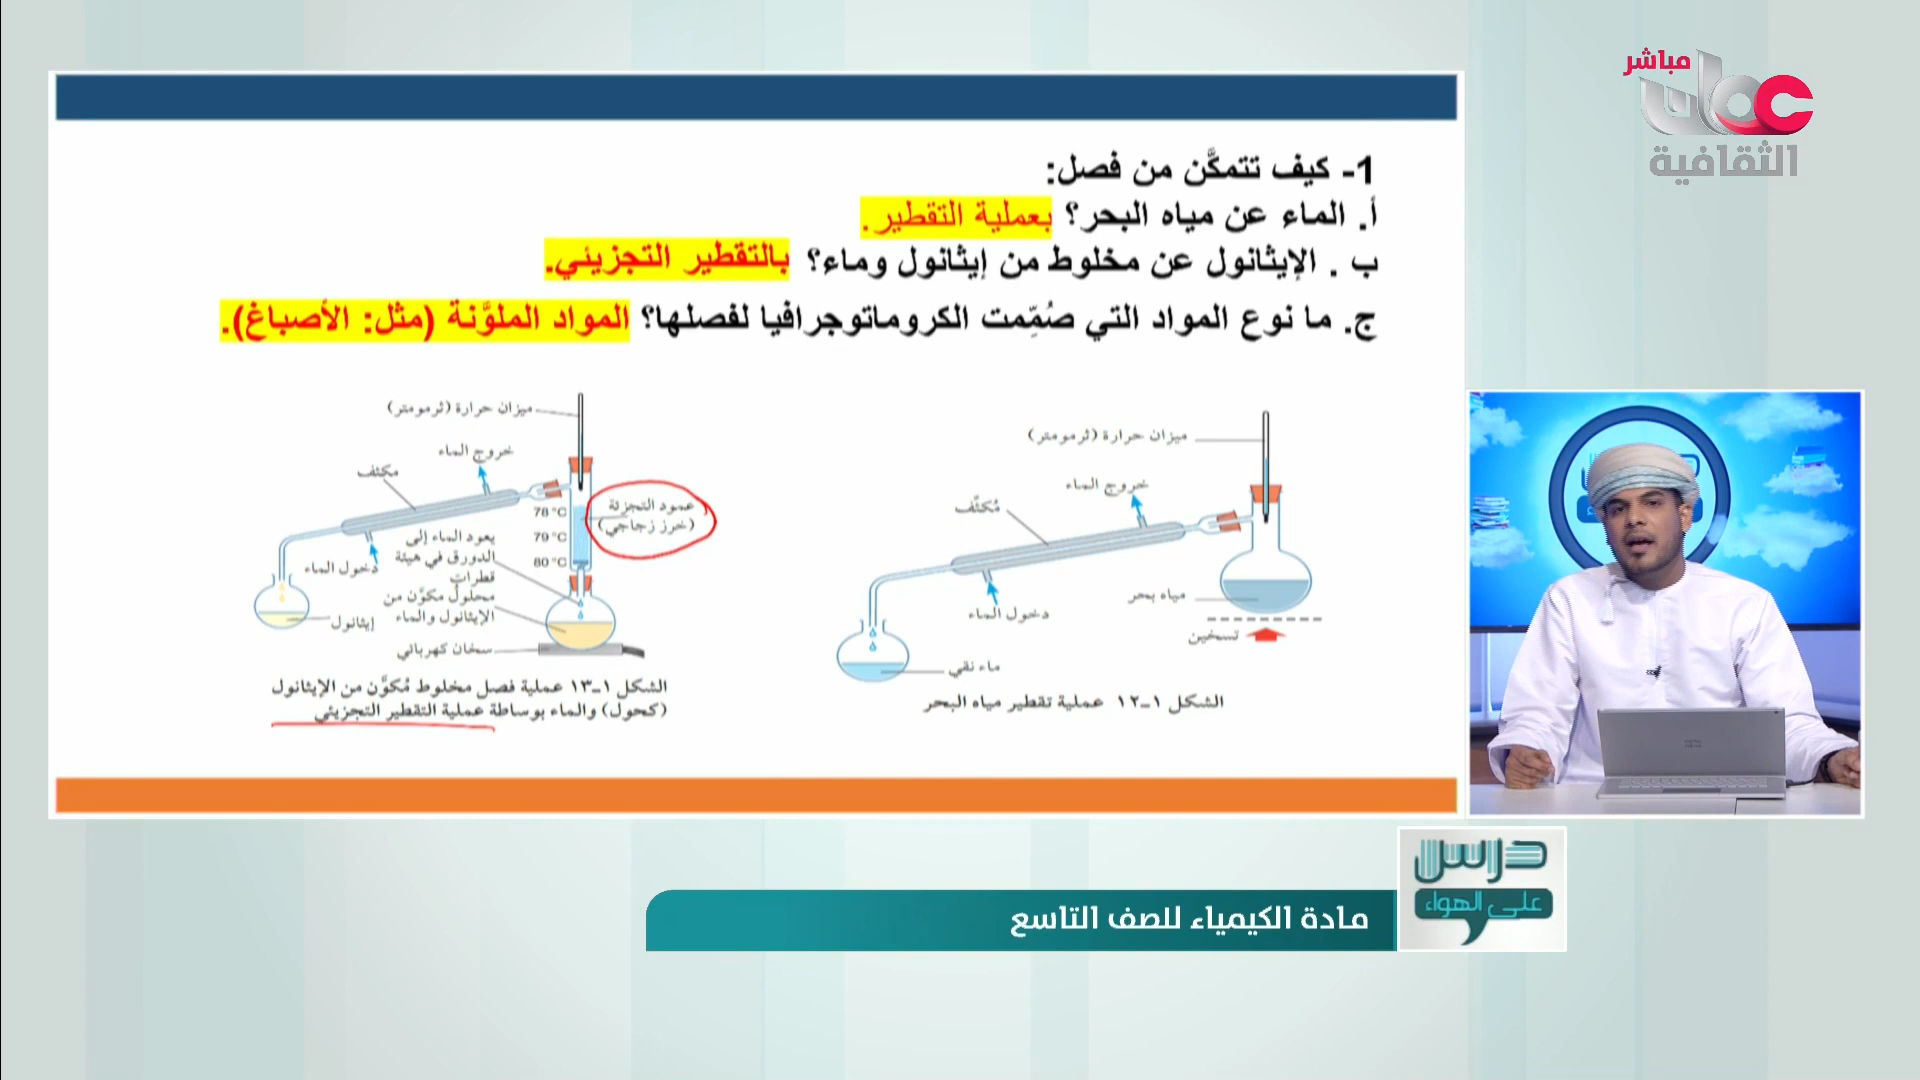 مباشر
عمان
الثقافية
1- كيف تتمكَّن من فصل:
أ. الماء عن مياه البحر؟ بعملية التقطير.
ب . الإيثانول عن مخلوط من إيثانول وماء؟ بالتقطير التجزيئي.
ج. ما نوع المواد التي صُمِّمت الكروماتوجرافيا لفصلها؟ المواد الملوَّنة (مثل: الأصباغ).
ميزان حرارة (ثرمومتر)
خروج الماء
مُكثّف
دخول الماء
مياه بحر
تسخين
ماء نقي
الشكل ١-١٢ عملية تقطير مياه البحر
ميزان حرارة (ثرمومتر)
خروج الماء
مكثف
عمود التجزئة
(خرز زجاجي)
78 °C
79 °C
80 °C
يعود الماء إلى
الدورق في هيئة
قطرات
دخول الماء
محلول مكوّن من
الإيثانول والماء
إيثانول
سخان كهربائي
الشكل ١-١٣ عملية فصل مخلوط مُكوَّن من الإيثانول
(كحول) والماء بوساطة عملية التقطير التجزيئي
درس
على الهواء
مادة الكيمياء للصف التاسع